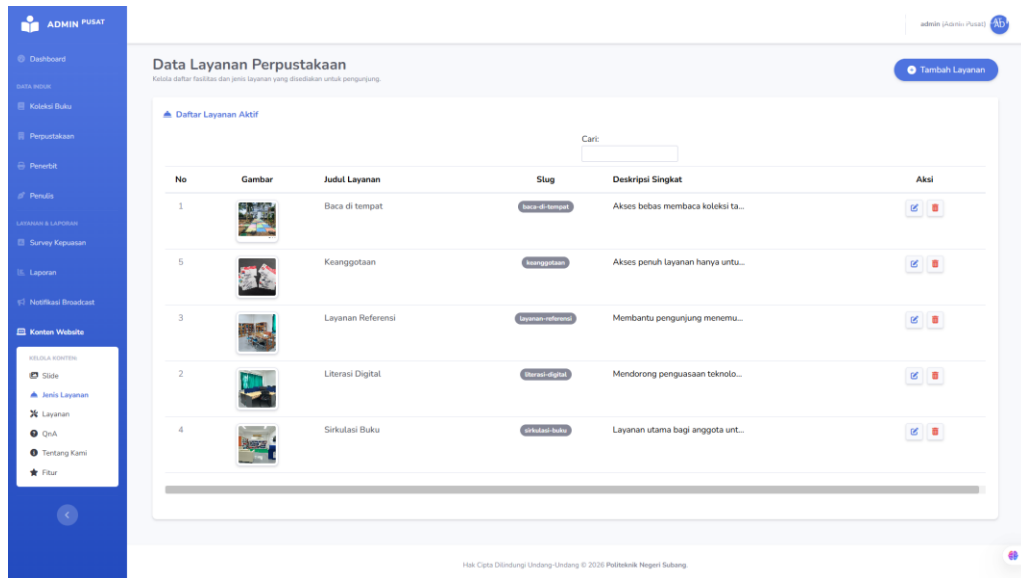 ADMIN PUSAT
admin (Admin Pusat)
Dashboard
DATA INDUK
Koleksi Buku
Perpustakaan
Penerbit
Penulis
LAYANAN & LAPORAN
Survey Kepuasan
Laporan
Notifikasi Broadcast
Konten Website
KELOLA KONTEN:
Slide
Jenis Layanan
Layanan
QnA
Tentang Kami
Fitur
Data Layanan Perpustakaan
Kelola daftar fasilitas dan jenis layanan yang disediakan untuk pengunjung.
Tambah Layanan
Daftar Layanan Aktif
Cari:
No Gambar Judul Layanan Slug Deskripsi Singkat Aksi
1 Baca di tempat baca-di-tempat Akses bebas membaca koleksi ta...
5 Keanggotaan keanggotaan Akses penuh layanan hanya untu...
3 Layanan Referensi layanan-referensi Membantu pengunjung menemu...
2 Literasi Digital literasi-digital Mendorong penguasaan teknolo...
4 Sirkulasi Buku sirkulasi-buku Layanan utama bagi anggota unt...
Hak Cipta Dilindungi Undang-Undang © 2026 Politeknik Negeri Subang.